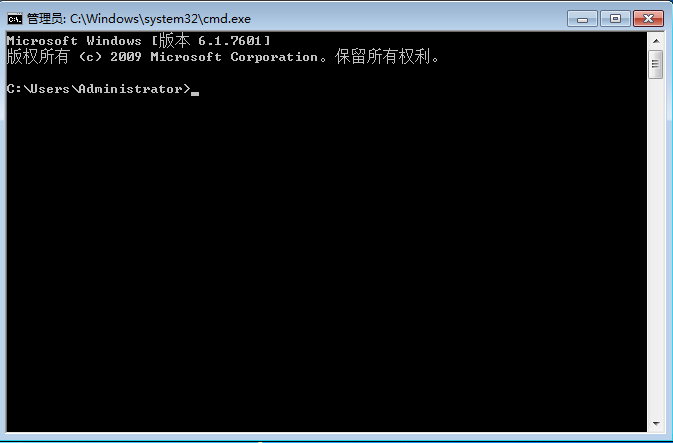 管理员: C:\Windows\system32\cmd.exe
Microsoft Windows [版本 6.1.7601]
版权所有 (c) 2009 Microsoft Corporation。保留所有权利。
C:\Users\Administrator>